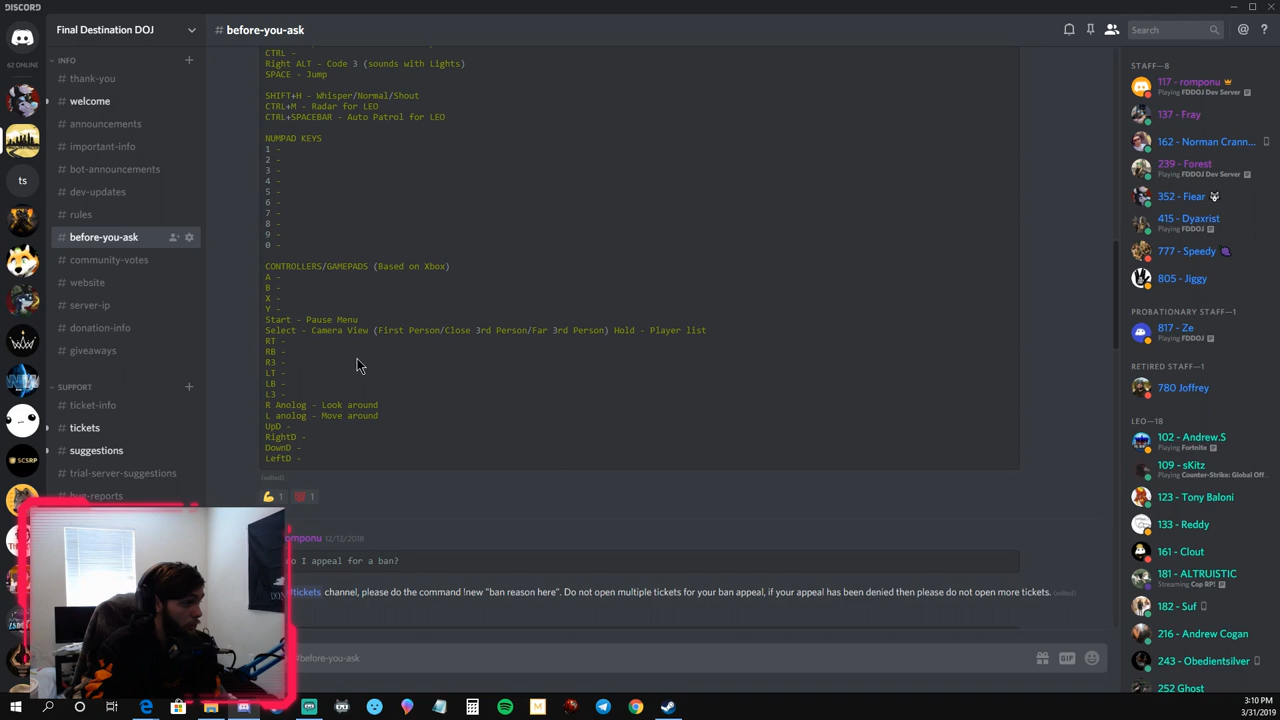 DISCORD
Final Destination DOJ
# before-you-ask
Search
62 ONLINE
ts
SCSRP
INFO
# thank-you
# welcome
# announcements
# important-info
# bot-announcements
# dev-updates
# rules
# before-you-ask
# community-votes
# website
# server-ip
# donation-info
# giveaways
SUPPORT
# ticket-info
# tickets
# suggestions
# trial-server-suggestions
# bug-reports
CTRL -
Right ALT - Code 3 (sounds with Lights)
SPACE - Jump
SHIFT+H - Whisper/Normal/Shout
CTRL+M - Radar for LEO
CTRL+SPACEBAR - Auto Patrol for LEO
NUMPAD KEYS
1 -
2 -
3 -
4 -
5 -
6 -
7 -
8 -
9 -
0 -
CONTROLLERS/GAMEPADS (Based on Xbox)
A -
B -
X -
Y -
Start - Pause Menu
Select - Camera View (First Person/Close 3rd Person/Far 3rd Person) Hold - Player list
RT -
RB -
R3 -
LT -
LB -
L3 -
R Anolog - Look around
L anolog - Move around
UpD -
RightD -
DownD -
LeftD -
(edited)
1 1
omponu 12/13/2018
o I appeal for a ban?
#tickets channel, please do the command !new "ban reason here". Do not open multiple tickets for your ban appeal, if your appeal has been denied then please do not open more tickets. (edited)
#before-you-ask
GIF
STAFF—8
117 - romponu
Playing FDDOJ Dev Server
137 - Fray
162 - Norman Crann...
239 - Forest
Playing FDDOJ Dev Server
352 - Fiear
415 - Dyaxrist
Playing FDDOJ
777 - Speedy
805 - Jiggy
PROBATIONARY STAFF—1
817 - Ze
Playing FDDOJ
RETIRED STAFF—1
780 Joffrey
LEO—18
102 - Andrew.S
Playing Fortnite
109 - sKitz
Playing Counter-Strike: Global Off...
123 - Tony Baloni
133 - Reddy
161 - Clout
181 - ALTRUISTIC
Streaming Cop RP!
182 - Suf
216 - Andrew Cogan
243 - Obedientsilver
252 Ghost
3:10 PM
3/31/2019